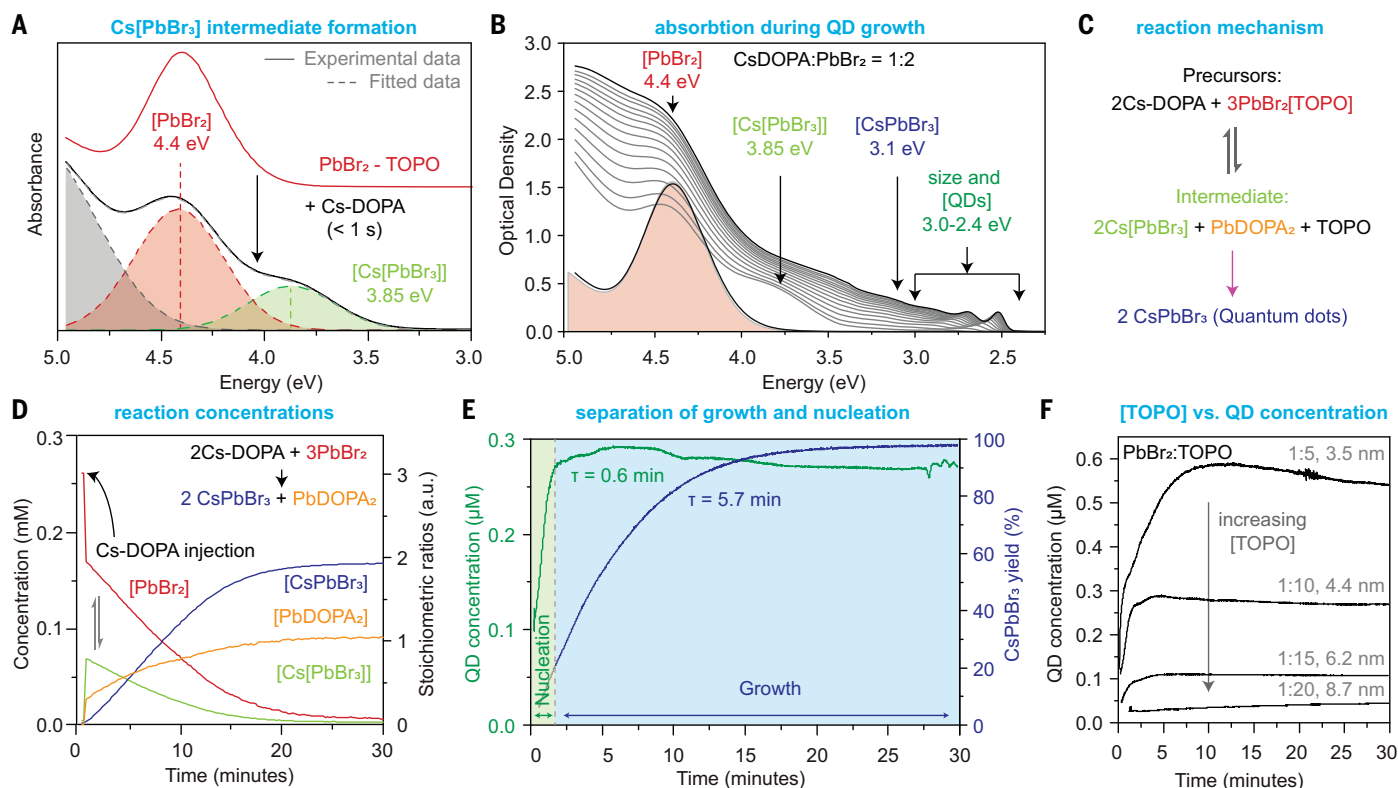 A
Cs[PbBr₃] intermediate formation
Experimental data
Fitted data
[PbBr₂]
4.4 eV
PbBr₂ - TOPO
+ Cs-DOPA
(< 1 s)
[Cs[PbBr₃]]
3.85 eV
Absorbance
5.0 4.5 4.0 3.5 3.0
Energy (eV)
B
absorbtion during QD growth
3.0
2.5
2.0
1.5
1.0
0.5
0.0
Optical Density
[PbBr₂]
4.4 eV
CsDOPA:PbBr₂ = 1:2
[Cs[PbBr₃]]
3.85 eV
[CsPbBr₃]
3.1 eV
size and
[QDs]
3.0-2.4 eV
5.0 4.5 4.0 3.5 3.0 2.5
Energy (eV)
C
reaction mechanism
Precursors:
2Cs-DOPA + 3PbBr₂[TOPO]
Intermediate:
2Cs[PbBr₃] + PbDOPA₂ + TOPO
2 CsPbBr₃ (Quantum dots)
D
reaction concentrations
0.3
0.2
0.1
0.0
Concentration (mM)
2Cs-DOPA + 3PbBr₂
2 CsPbBr₃ + PbDOPA₂
Cs-DOPA injection
[PbBr₂]
[CsPbBr₃]
[PbDOPA₂]
[Cs[PbBr₃]]
3
2
1
0
Stoichiometric ratios (a.u.)
0 10 20 30
Time (minutes)
E
separation of growth and nucleation
0.3
0.2
0.1
0.0
QD concentration (μM)
τ = 0.6 min
τ = 5.7 min
Nucleation
Growth
100
80
60
40
20
0
CsPbBr₃ yield (%)
0 5 10 15 20 25 30
Time (minutes)
F
[TOPO] vs. QD concentration
PbBr₂:TOPO
1:5, 3.5 nm
increasing
[TOPO]
1:10, 4.4 nm
1:15, 6.2 nm
1:20, 8.7 nm
0.6
0.5
0.3
0.2
0.0
QD concentration (μM)
0 5 10 15 20 25 30
Time (minutes)